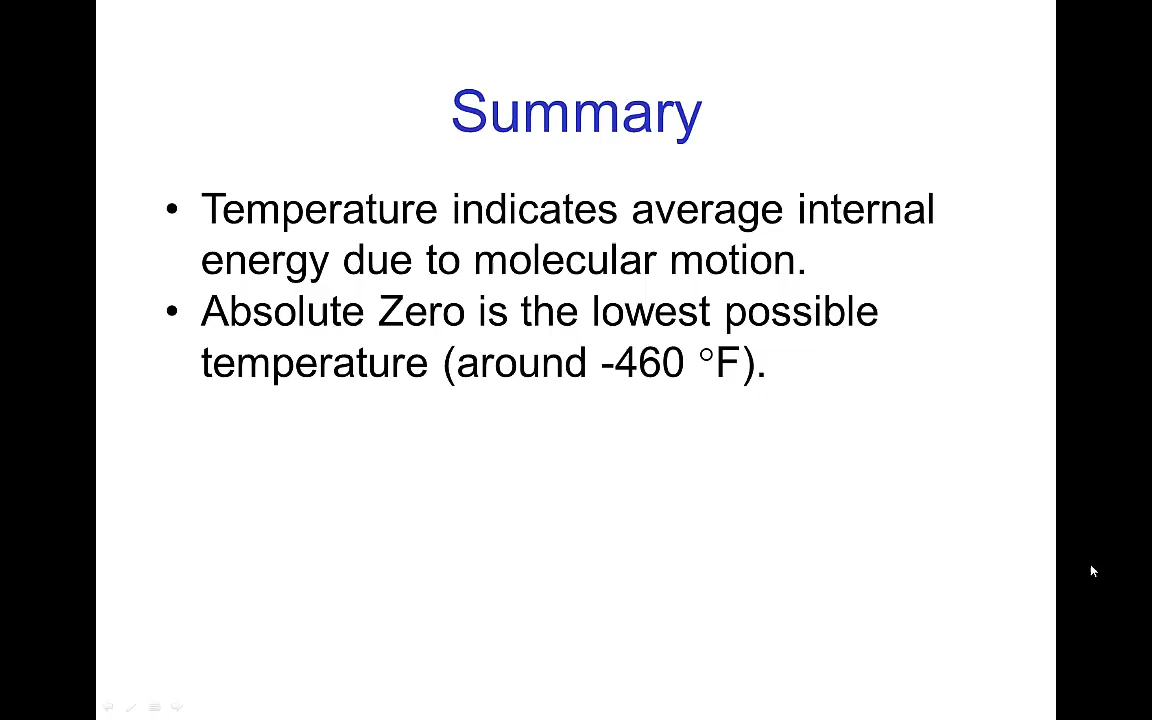 Summary
• Temperature indicates average internal
energy due to molecular motion.
• Absolute Zero is the lowest possible
temperature (around -460 °F).